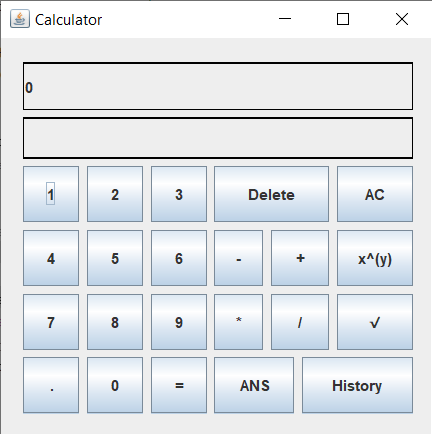 Calculator
0
1 2 3 Delete AC
4 5 6 - + x^(y)
7 8 9 * / √
. 0 = ANS History